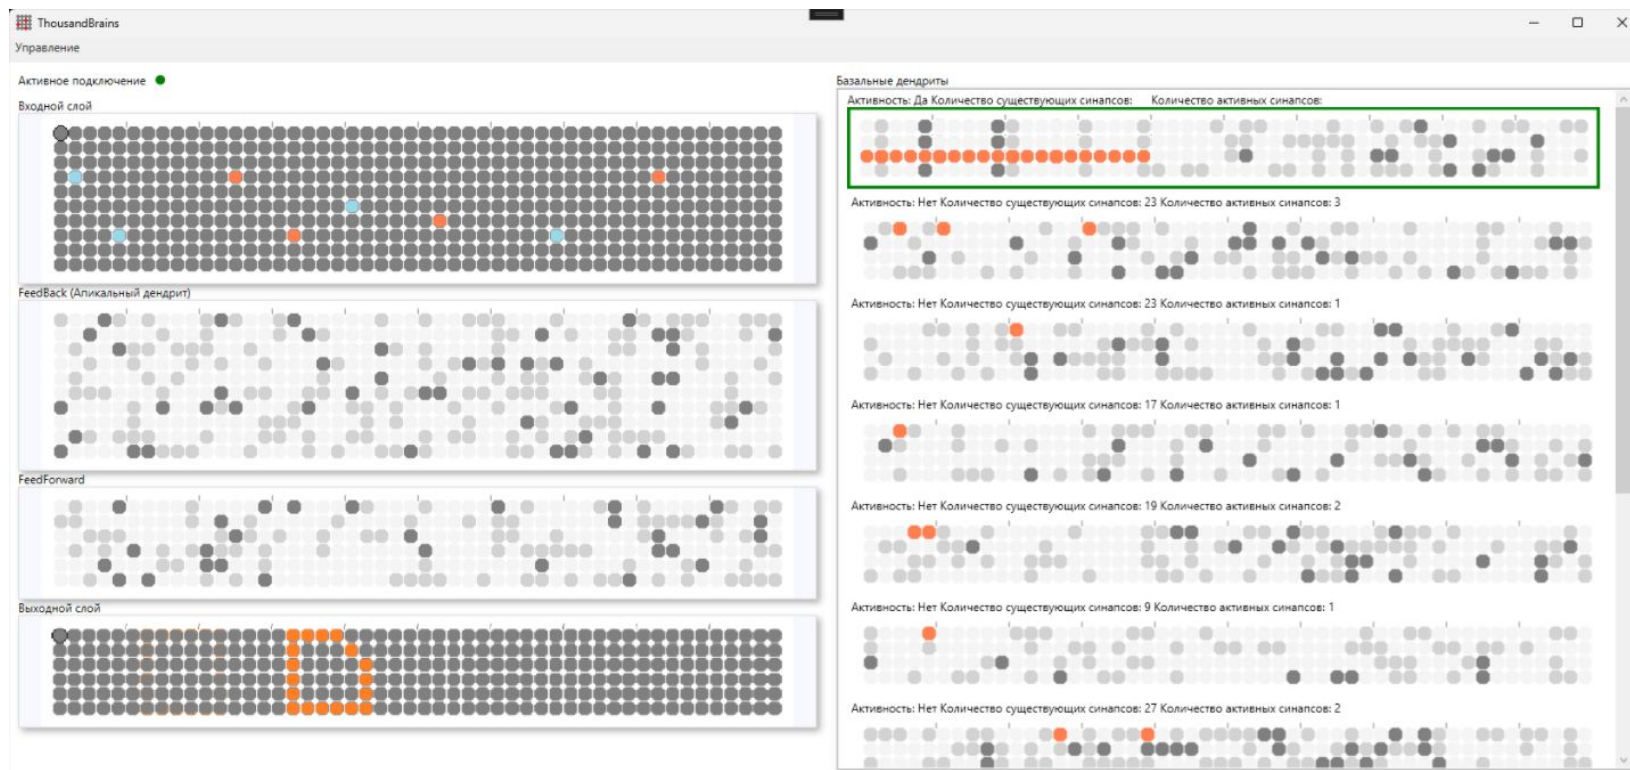 ThousandBrains
Управление
Активное подключение
Входной слой
FeedBack (Апикальный дендрит)
FeedForward
Выходной слой
Базальные дендриты
Активность: Да Количество существующих синапсов: Количество активных синапсов:
Активность: Нет Количество существующих синапсов: 23 Количество активных синапсов: 3
Активность: Нет Количество существующих синапсов: 23 Количество активных синапсов: 1
Активность: Нет Количество существующих синапсов: 17 Количество активных синапсов: 1
Активность: Нет Количество существующих синапсов: 19 Количество активных синапсов: 2
Активность: Нет Количество существующих синапсов: 9 Количество активных синапсов: 1
Активность: Нет Количество существующих синапсов: 27 Количество активных синапсов: 2